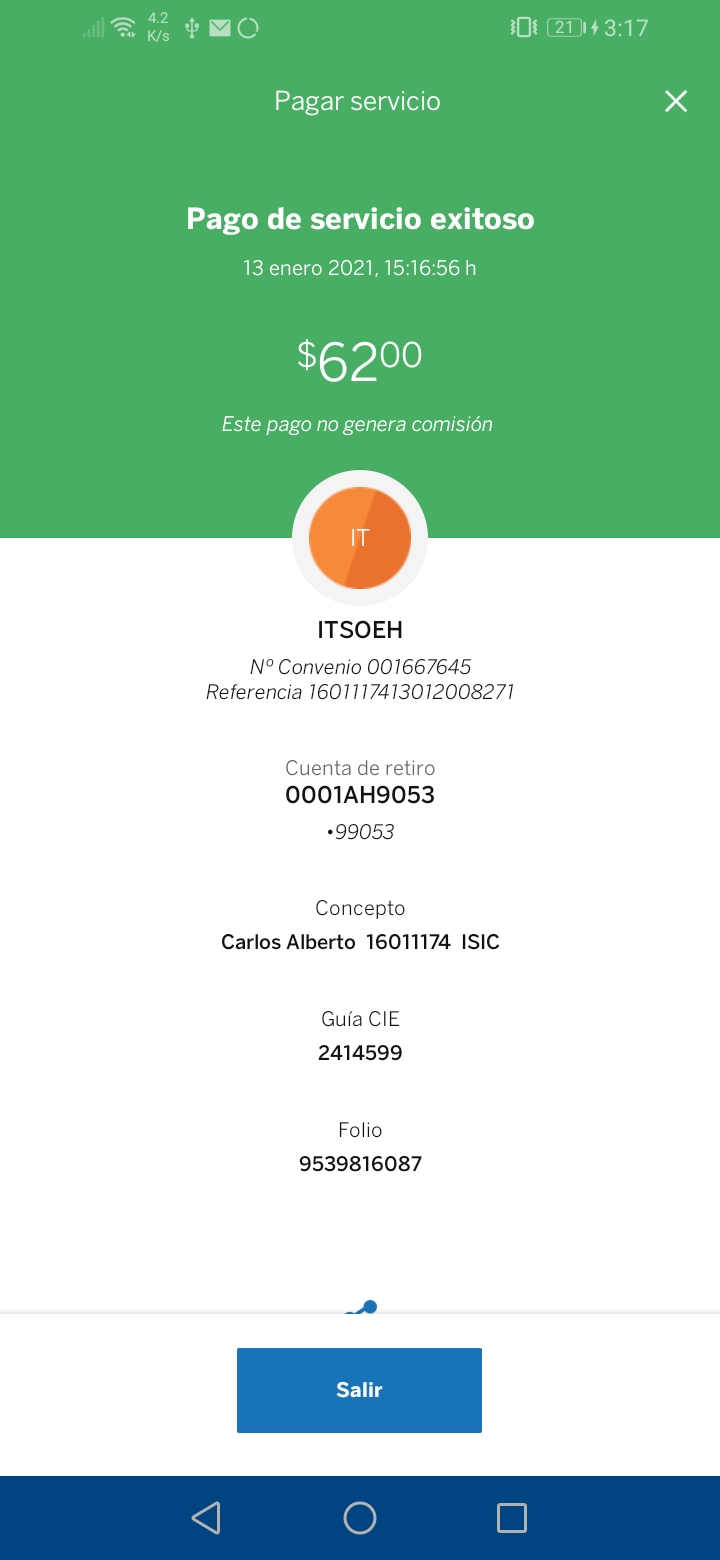 4.2
K/s
21
3:17
Pagar servicio
Pago de servicio exitoso
13 enero 2021, 15:16:56 h
$6200
Este pago no genera comisión
IT
ITSOEH
Nº Convenio 001667645
Referencia 1601117413012008271
Cuenta de retiro
0001AH9053
•99053
Concepto
Carlos Alberto 16011174 ISIC
Guía CIE
2414599
Folio
9539816087
Salir